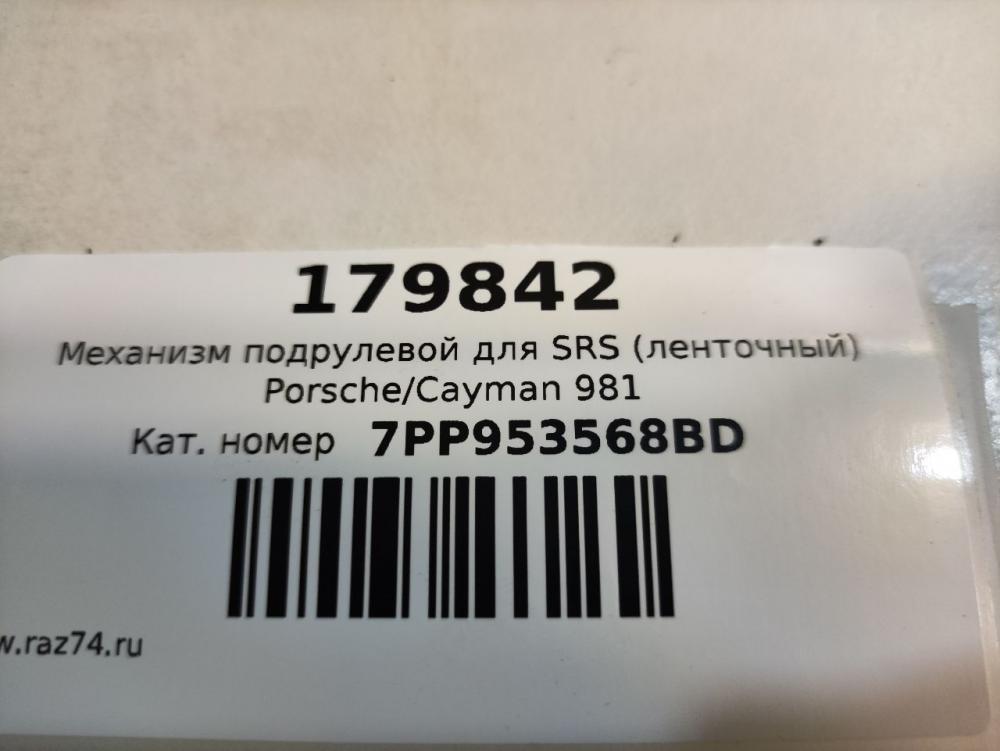 179842
Механизм подрулевой для SRS (ленточный)
Porsche/Cayman 981
Кат. номер 7PP953568BD
w.raz74.ru